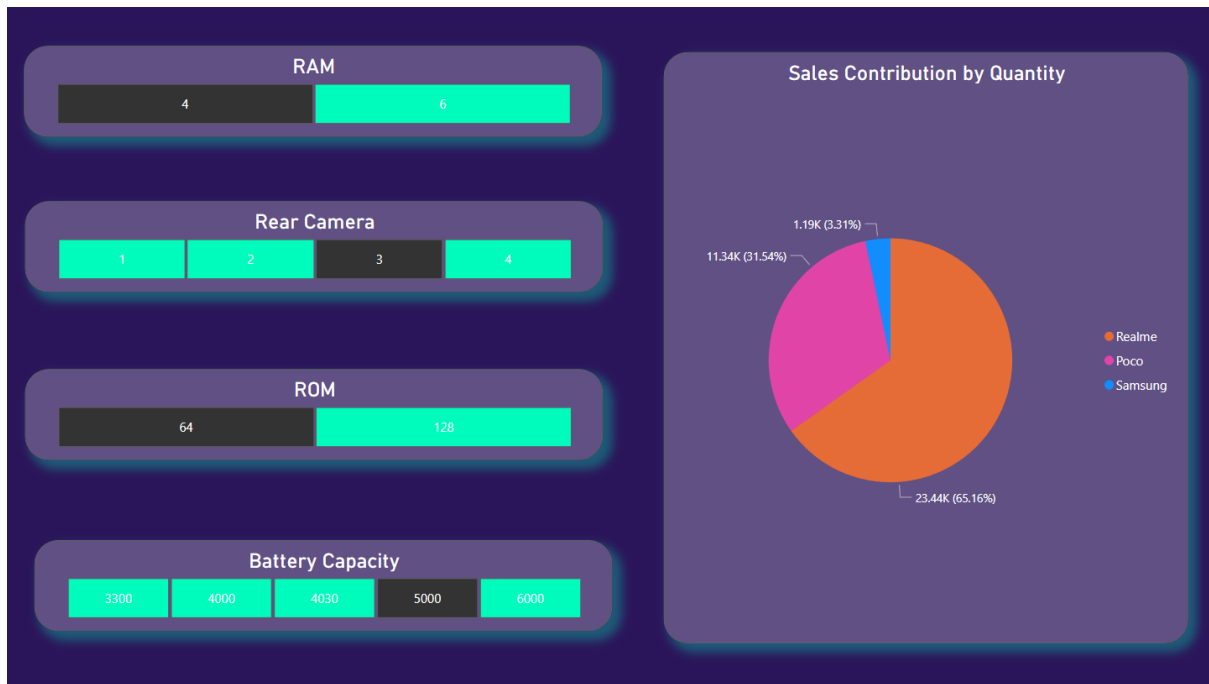 RAM
4 6
Rear Camera
1 2 3 4
ROM
64 128
Battery Capacity
3300 4000 4030 5000 6000
Sales Contribution by Quantity
1.19K (3.31%)
11.34K (31.54%)
23.44K (65.16%)
Realme
Poco
Samsung